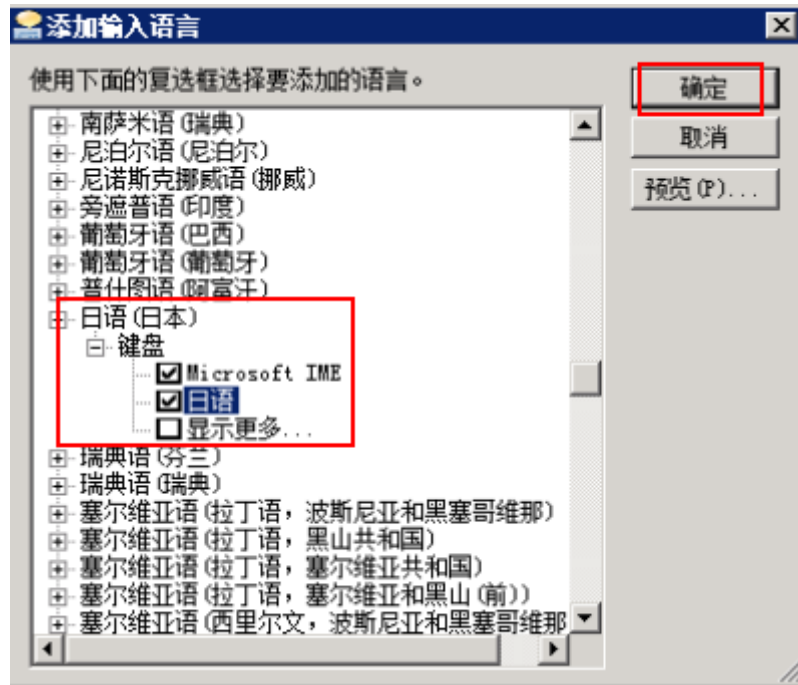 添加输入语言
使用下面的复选框选择要添加的语言。
确定
取消
预览(P)...
南萨米语(瑞典)
尼泊尔语(尼泊尔)
尼诺斯克挪威语(挪威)
旁遮普语(印度)
葡萄牙语(巴西)
葡萄牙语(葡萄牙)
普什图语(阿富汗)
日语(日本)
键盘
Microsoft IME
日语
显示更多...
瑞典语(芬兰)
瑞典语(瑞典)
塞尔维亚语(拉丁语，波斯尼亚和黑塞哥维那)
塞尔维亚语(拉丁语，黑山共和国)
塞尔维亚语(拉丁语，塞尔维亚共和国)
塞尔维亚语(拉丁语，塞尔维亚和黑山(前))
塞尔维亚语(西里尔文，波斯尼亚和黑塞哥维那